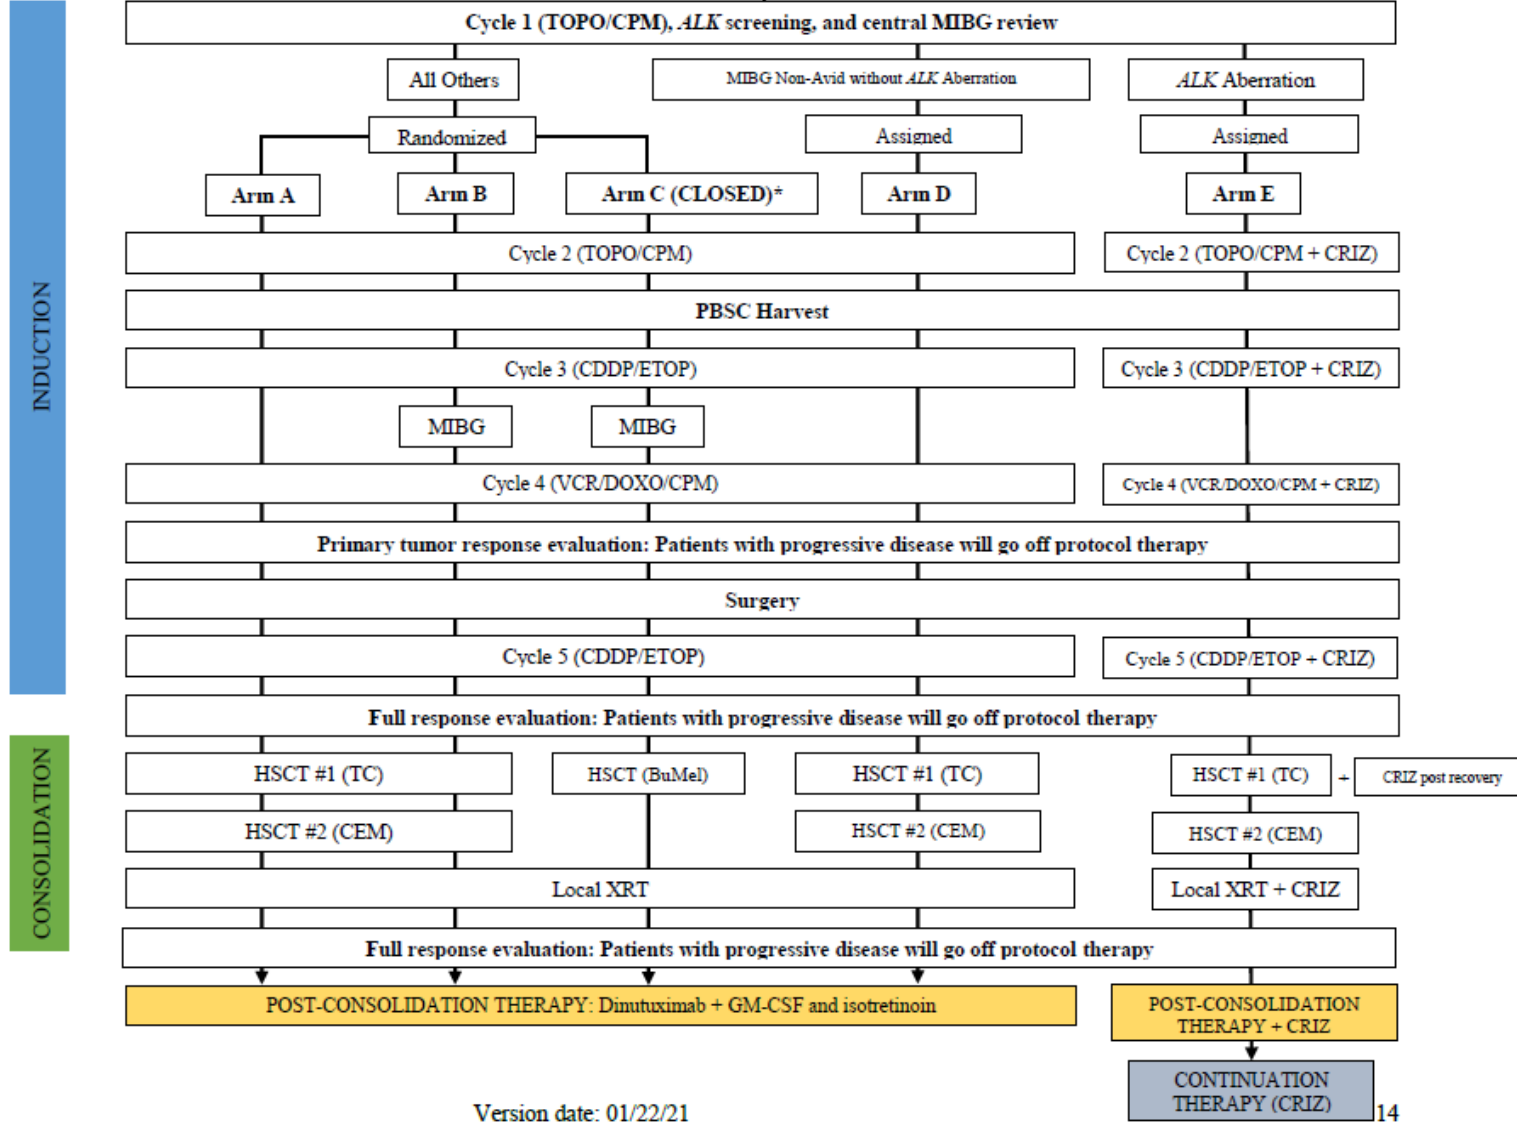 Cycle 1 (TOPO/CPM), ALK screening, and central MIBG review
All Others
MIBG Non-Avid without ALK Aberration
ALK Aberration
Randomized
Assigned
Assigned
Arm A
Arm B
Arm C (CLOSED)*
Arm D
Arm E
INDUCTION
Cycle 2 (TOPO/CPM)
Cycle 2 (TOPO/CPM + CRIZ)
PBSC Harvest
Cycle 3 (CDDP/ETOP)
Cycle 3 (CDDP/ETOP + CRIZ)
MIBG
MIBG
Cycle 4 (VCR/DOXO/CPM)
Cycle 4 (VCR/DOXO/CPM + CRIZ)
Primary tumor response evaluation: Patients with progressive disease will go off protocol therapy
Surgery
Cycle 5 (CDDP/ETOP)
Cycle 5 (CDDP/ETOP + CRIZ)
Full response evaluation: Patients with progressive disease will go off protocol therapy
CONSOLIDATION
HSCT #1 (TC)
HSCT (BuMel)
HSCT #1 (TC)
HSCT #1 (TC) + CRIZ post recovery
HSCT #2 (CEM)
HSCT #2 (CEM)
HSCT #2 (CEM)
Local XRT
Local XRT + CRIZ
Full response evaluation: Patients with progressive disease will go off protocol therapy
POST-CONSOLIDATION THERAPY: Dinutuximab + GM-CSF and isotretinoin
POST-CONSOLIDATION
THERAPY + CRIZ
CONTINUATION
THERAPY (CRIZ)
Version date: 01/22/21
14